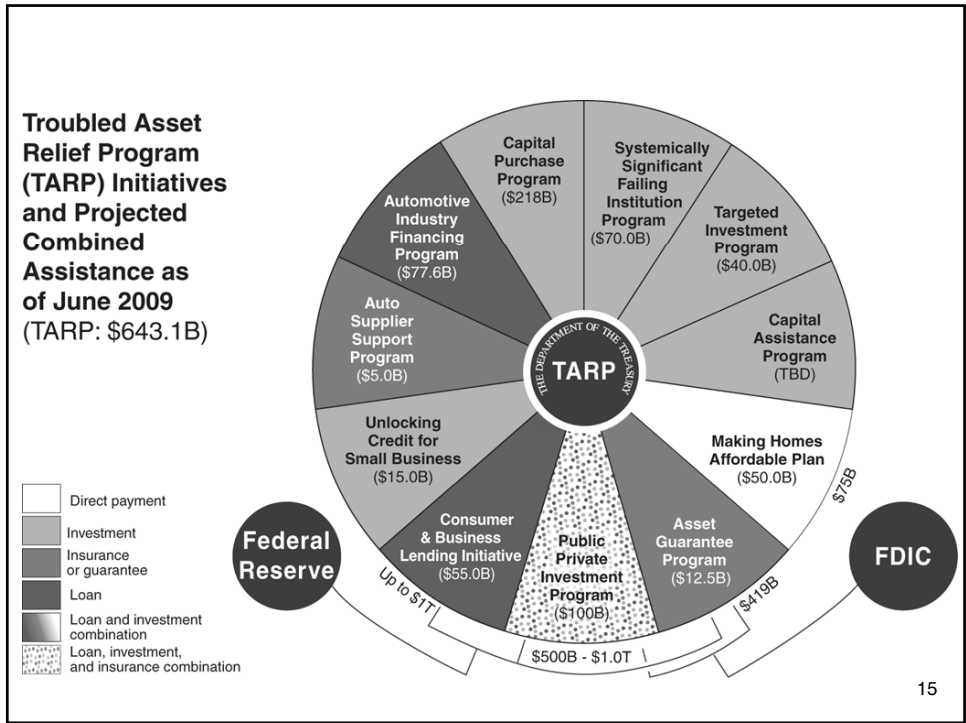 Troubled Asset
Relief Program
(TARP) Initiatives
and Projected
Combined
Assistance as
of June 2009
(TARP: $643.1B)
Capital
Purchase
Program
($218B)
Systemically
Significant
Failing
Institution
Program
($70.0B)
Targeted
Investment
Program
($40.0B)
Capital
Assistance
Program
(TBD)
Making Homes
Affordable Plan
($50.0B)
$75B
Asset
Guarantee
Program
($12.5B)
$419B
Public
Private
Investment
Program
($100B)
$500B - $1.0T
Consumer
& Business
Lending Initiative
($55.0B)
Up to $1T
Unlocking
Credit for
Small Business
($15.0B)
Auto
Supplier
Support
Program
($5.0B)
Automotive
Industry
Financing
Program
($77.6B)
THE DEPARTMENT OF THE TREASURY
TARP
Federal
Reserve
FDIC
Direct payment
Investment
Insurance
or guarantee
Loan
Loan and investment
combination
Loan, investment,
and insurance combination
15